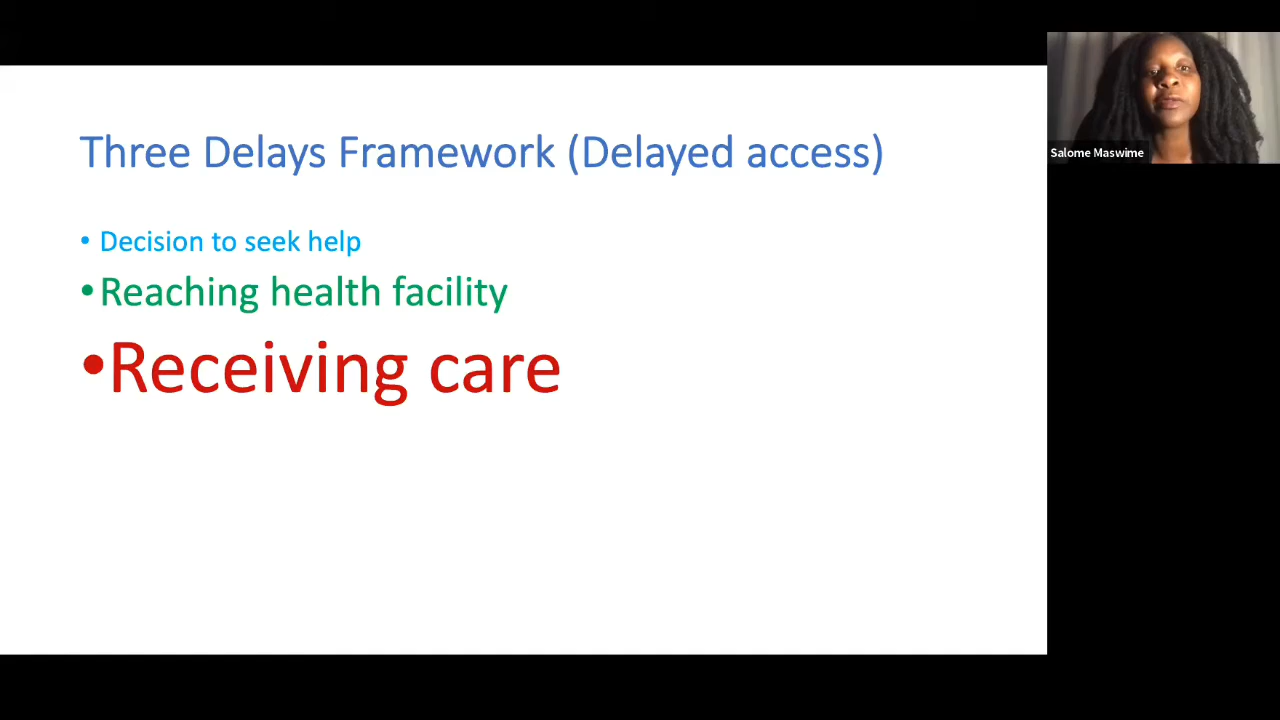 Three Delays Framework (Delayed access)
• Decision to seek help
• Reaching health facility
• Receiving care
Salome Maswime